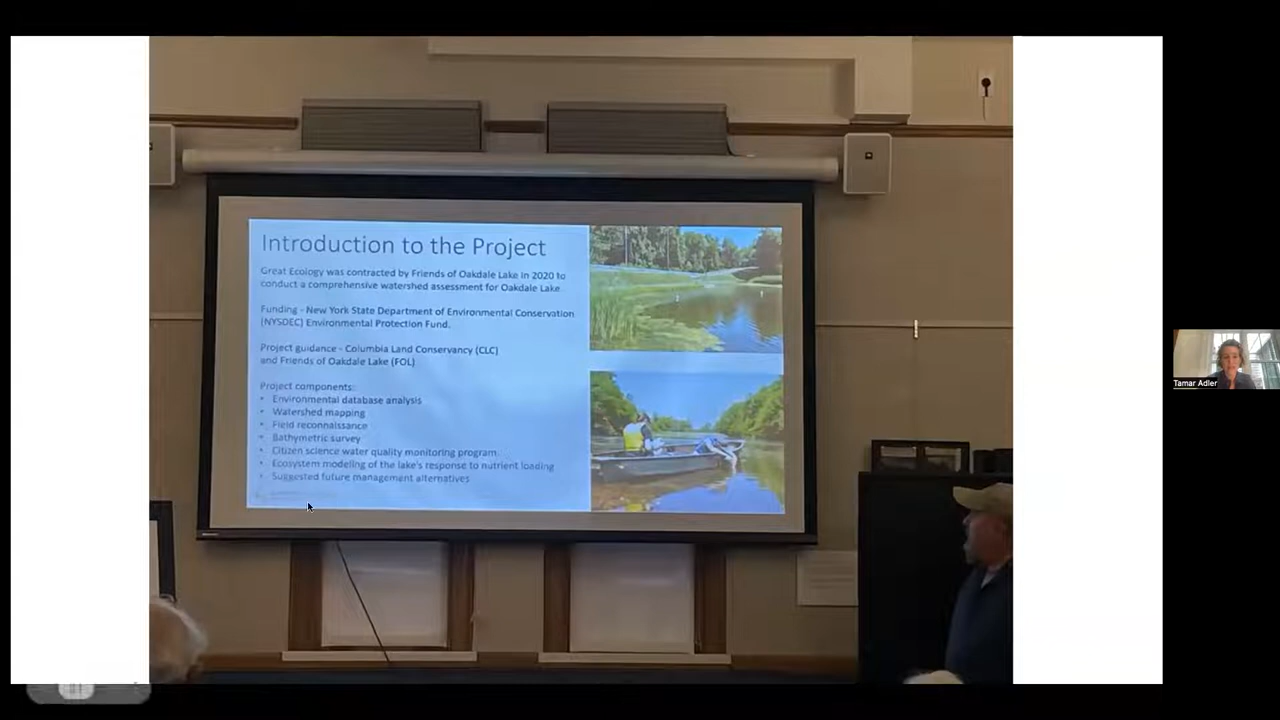 Introduction to the Project
Great Ecology was contracted by Friends of Oakdale Lake in 2020 to
conduct a comprehensive watershed assessment for Oakdale Lake.
Funding - New York State Department of Environmental Conservation
(NYSDEC) Environmental Protection Fund.
Project guidance - Columbia Land Conservancy (CLC)
and Friends of Oakdale Lake (FOL)
Project components:
• Environmental database analysis
• Watershed mapping
• Field reconnaissance
• Bathymetric survey
• Citizen science water quality monitoring program
• Ecosystem modeling of the lake's response to nutrient loading
• Suggested future management alternatives
Tamar Adler